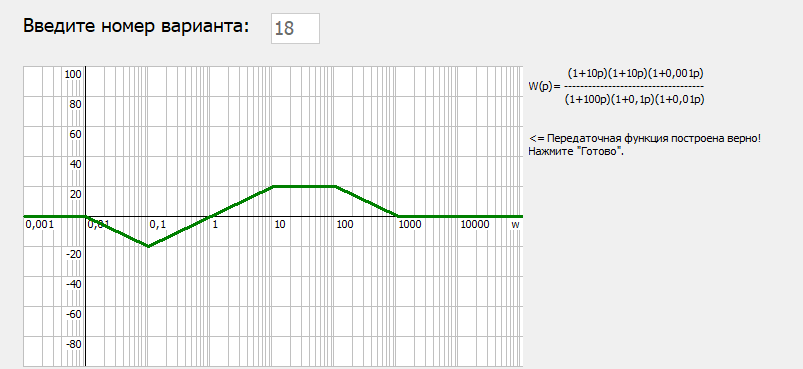 Введите номер варианта: 18
100
80
60
40
20
-20
-40
-60
-80
0,001 0,01 0,1 1 10 100 1000 10000 w
(1+10p)(1+10p)(1+0,001p)
W(p)= -----------------------------------
(1+100p)(1+0,1p)(1+0,01p)
<= Передаточная функция построена верно!
Нажмите "Готово".